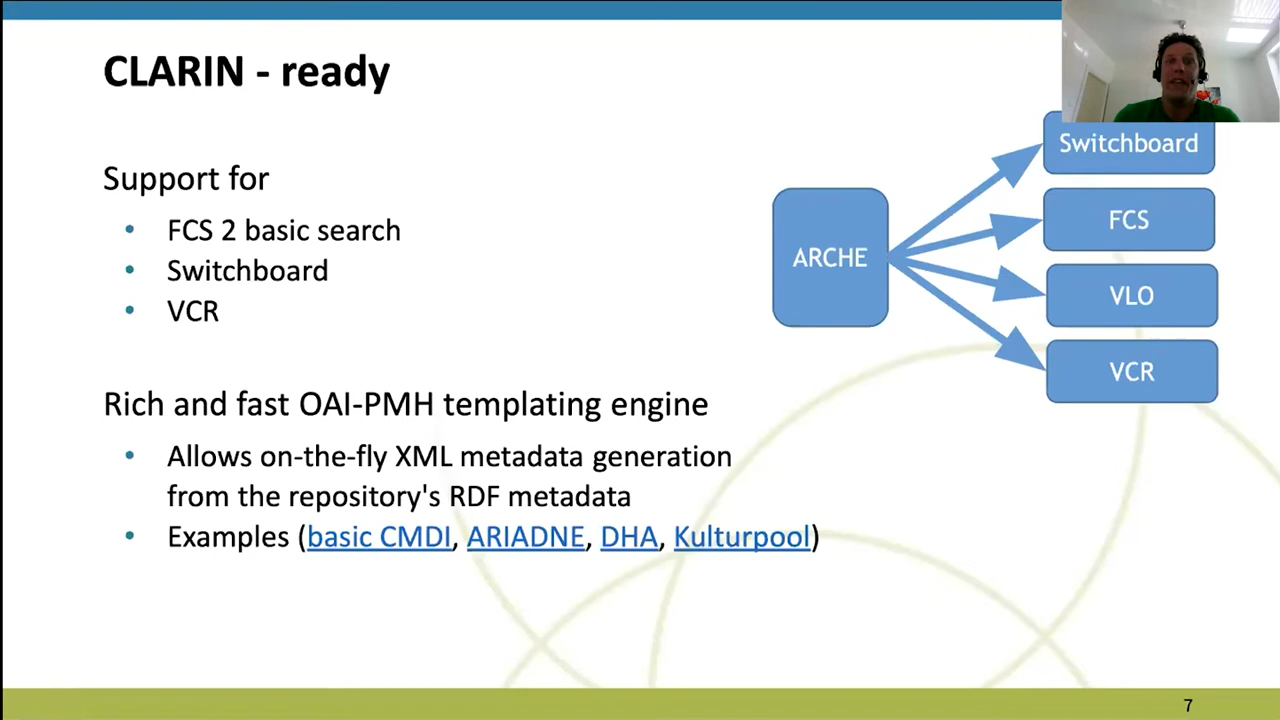 CLARIN - ready
Support for
• FCS 2 basic search
• Switchboard
• VCR
Rich and fast OAI-PMH templating engine
• Allows on-the-fly XML metadata generation
from the repository's RDF metadata
• Examples (basic CMDI, ARIADNE, DHA, Kulturpool)
ARCHE
Switchboard
FCS
VLO
VCR
7